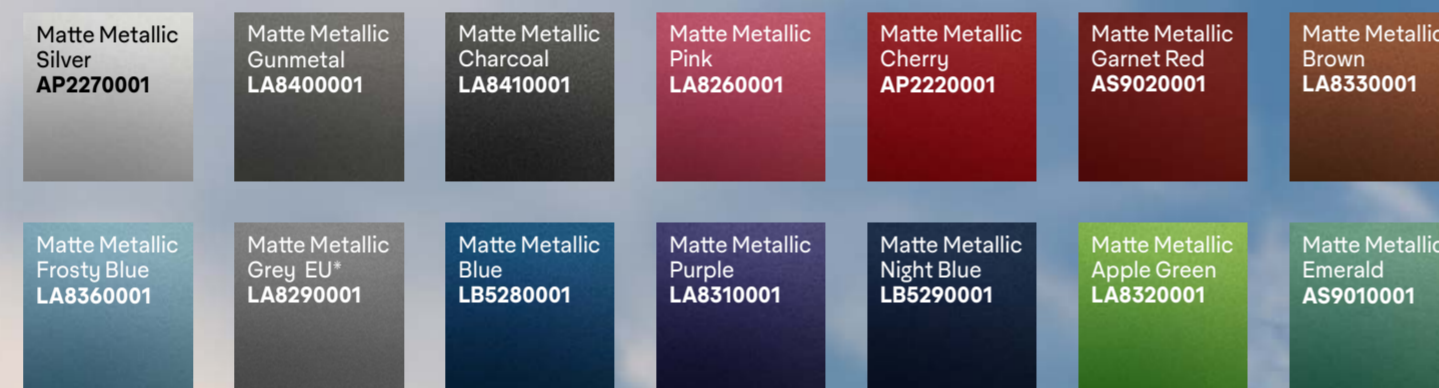 Matte Metallic
Silver
AP2270001
Matte Metallic
Gunmetal
LA8400001
Matte Metallic
Charcoal
LA8410001
Matte Metallic
Pink
LA8260001
Matte Metallic
Cherry
AP2220001
Matte Metallic
Garnet Red
AS9020001
Matte Metallic
Brown
LA8330001
Matte Metallic
Frosty Blue
LA8360001
Matte Metallic
Grey EU*
LA8290001
Matte Metallic
Blue
LB5280001
Matte Metallic
Purple
LA8310001
Matte Metallic
Night Blue
LB5290001
Matte Metallic
Apple Green
LA8320001
Matte Metallic
Emerald
AS9010001